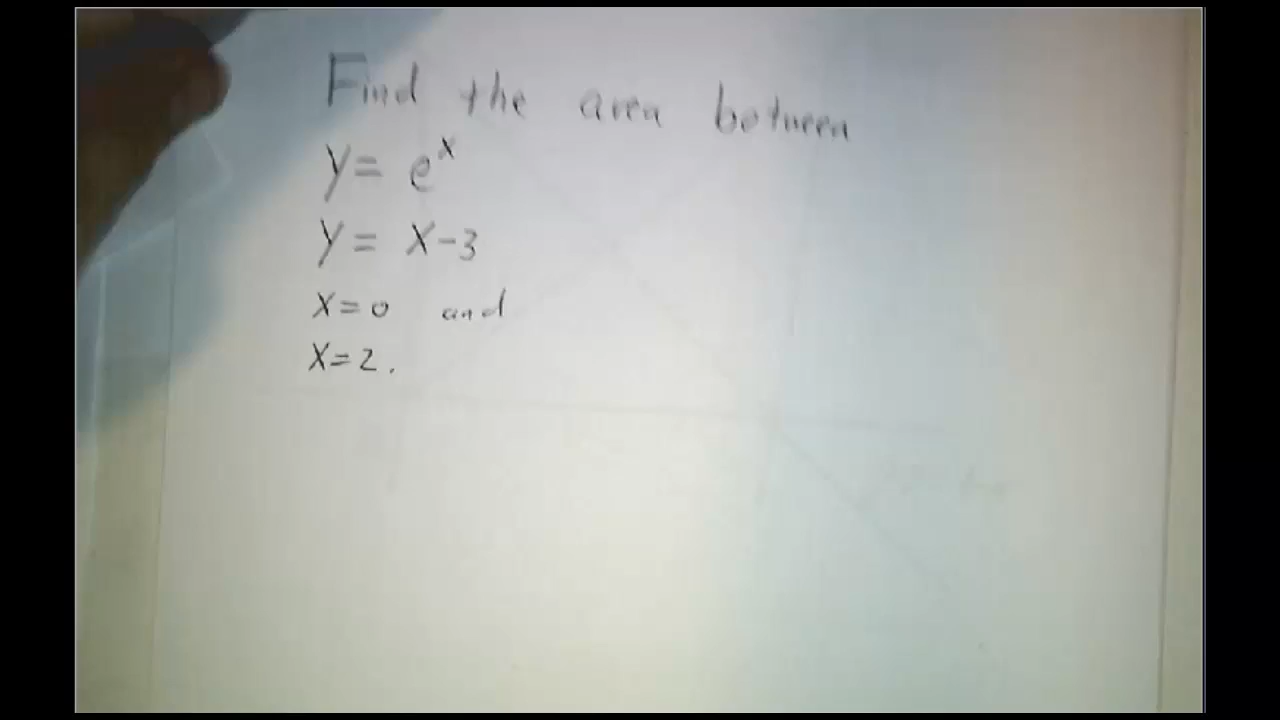 Find the area between
y = e^x
y = x-3
x=0 and
x=2.